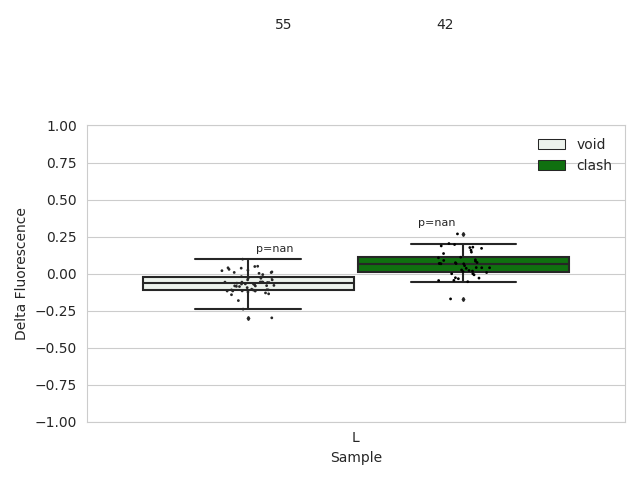 55 42
1.00
void
0.75
clash
0.50
p=nan
0.25
p=nan
0.00
−0.25
−0.50
−0.75
−1.00
Delta Fluorescence
L
Sample